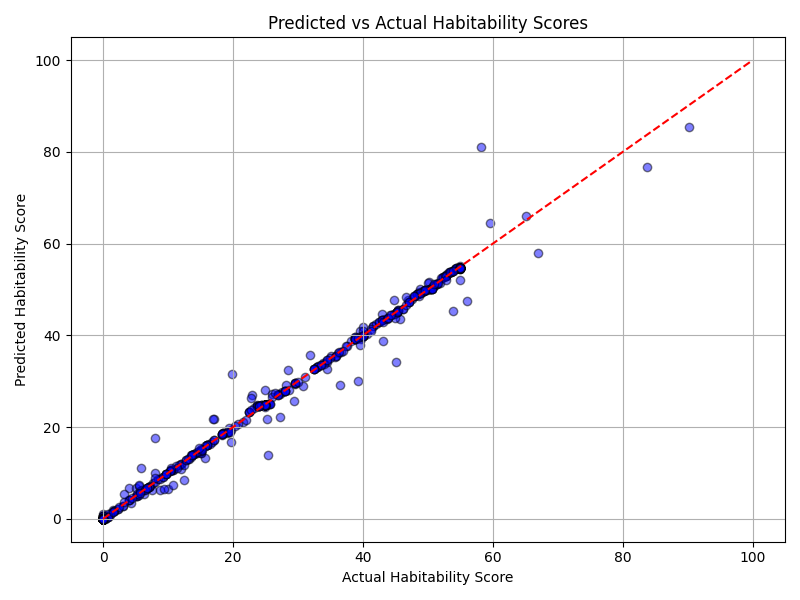 Predicted vs Actual Habitability Scores
Predicted Habitability Score
100
80
60
40
20
0
0 20 40 60 80 100
Actual Habitability Score